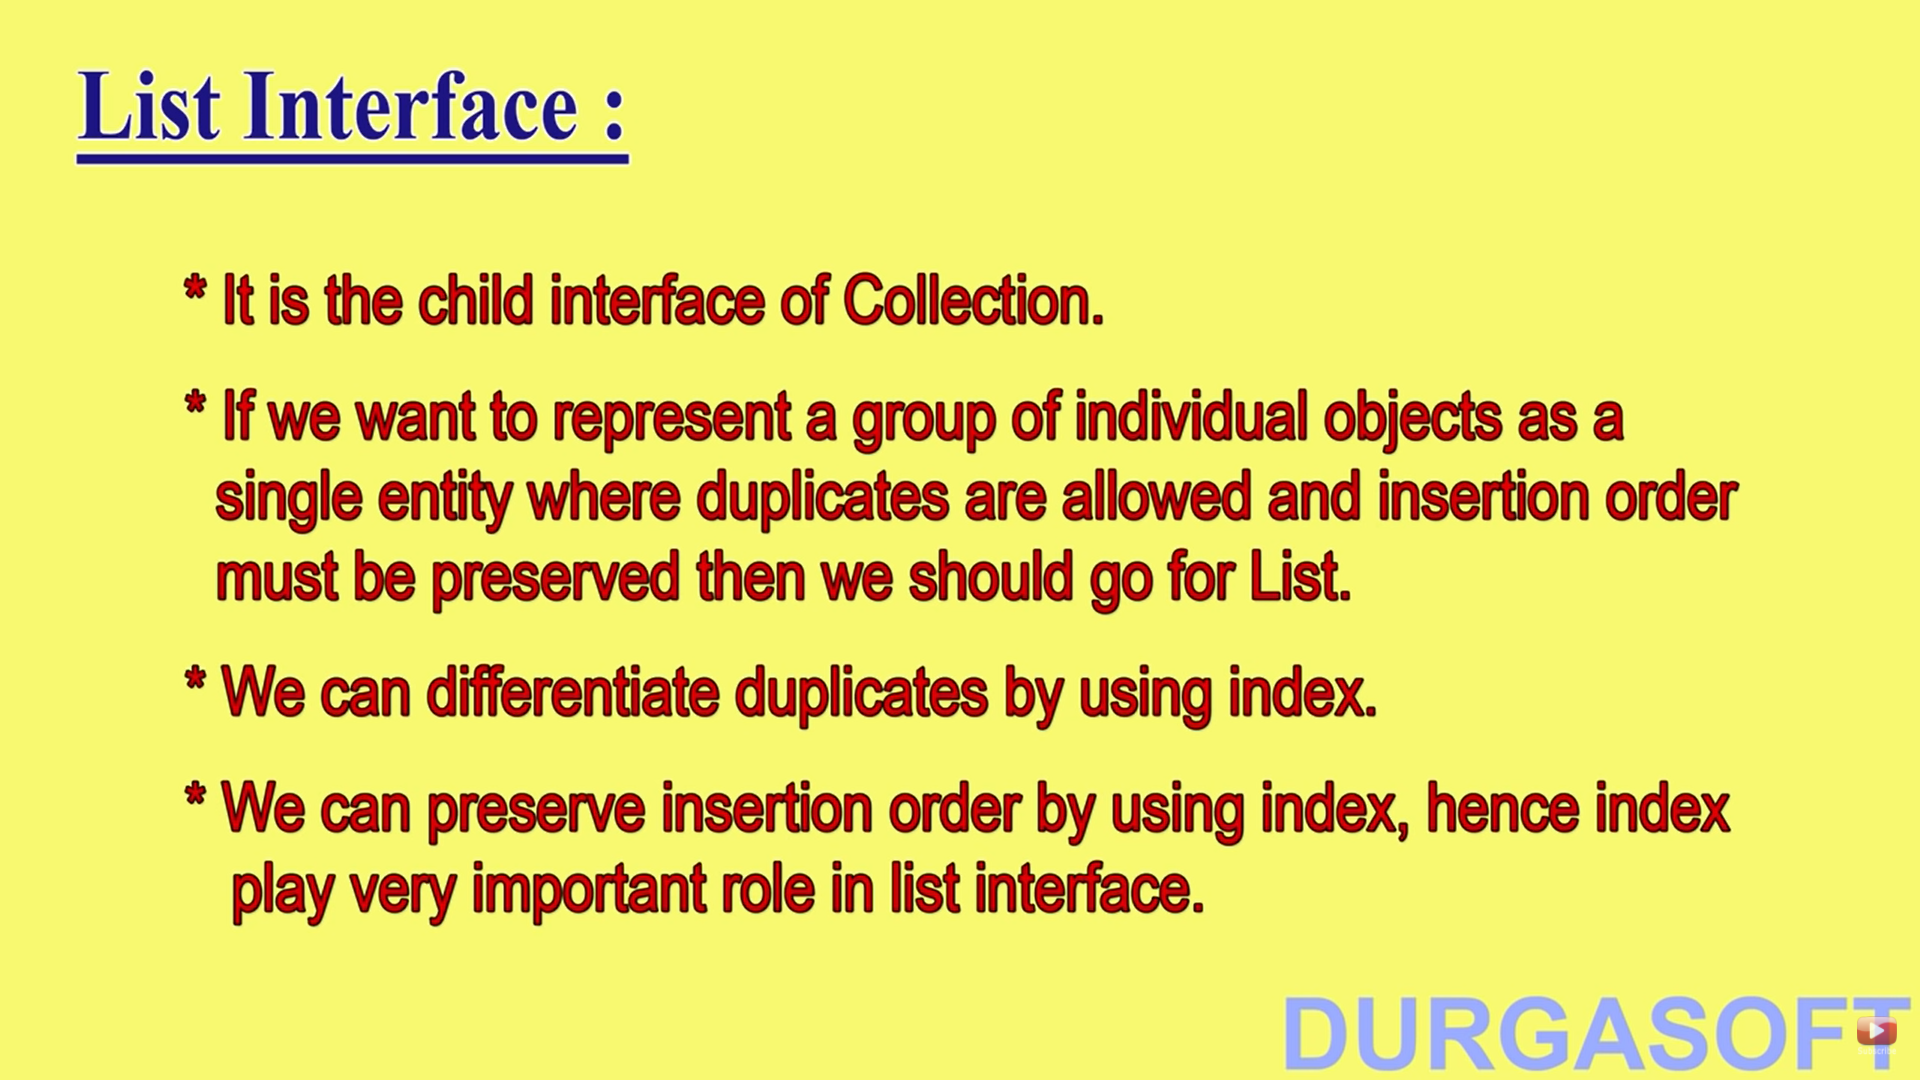 List Interface :
* It is the child interface of Collection.
* If we want to represent a group of individual objects as a
single entity where duplicates are allowed and insertion order
must be preserved then we should go for List.
* We can differentiate duplicates by using index.
* We can preserve insertion order by using index, hence index
play very important role in list interface.
DURGASOFT